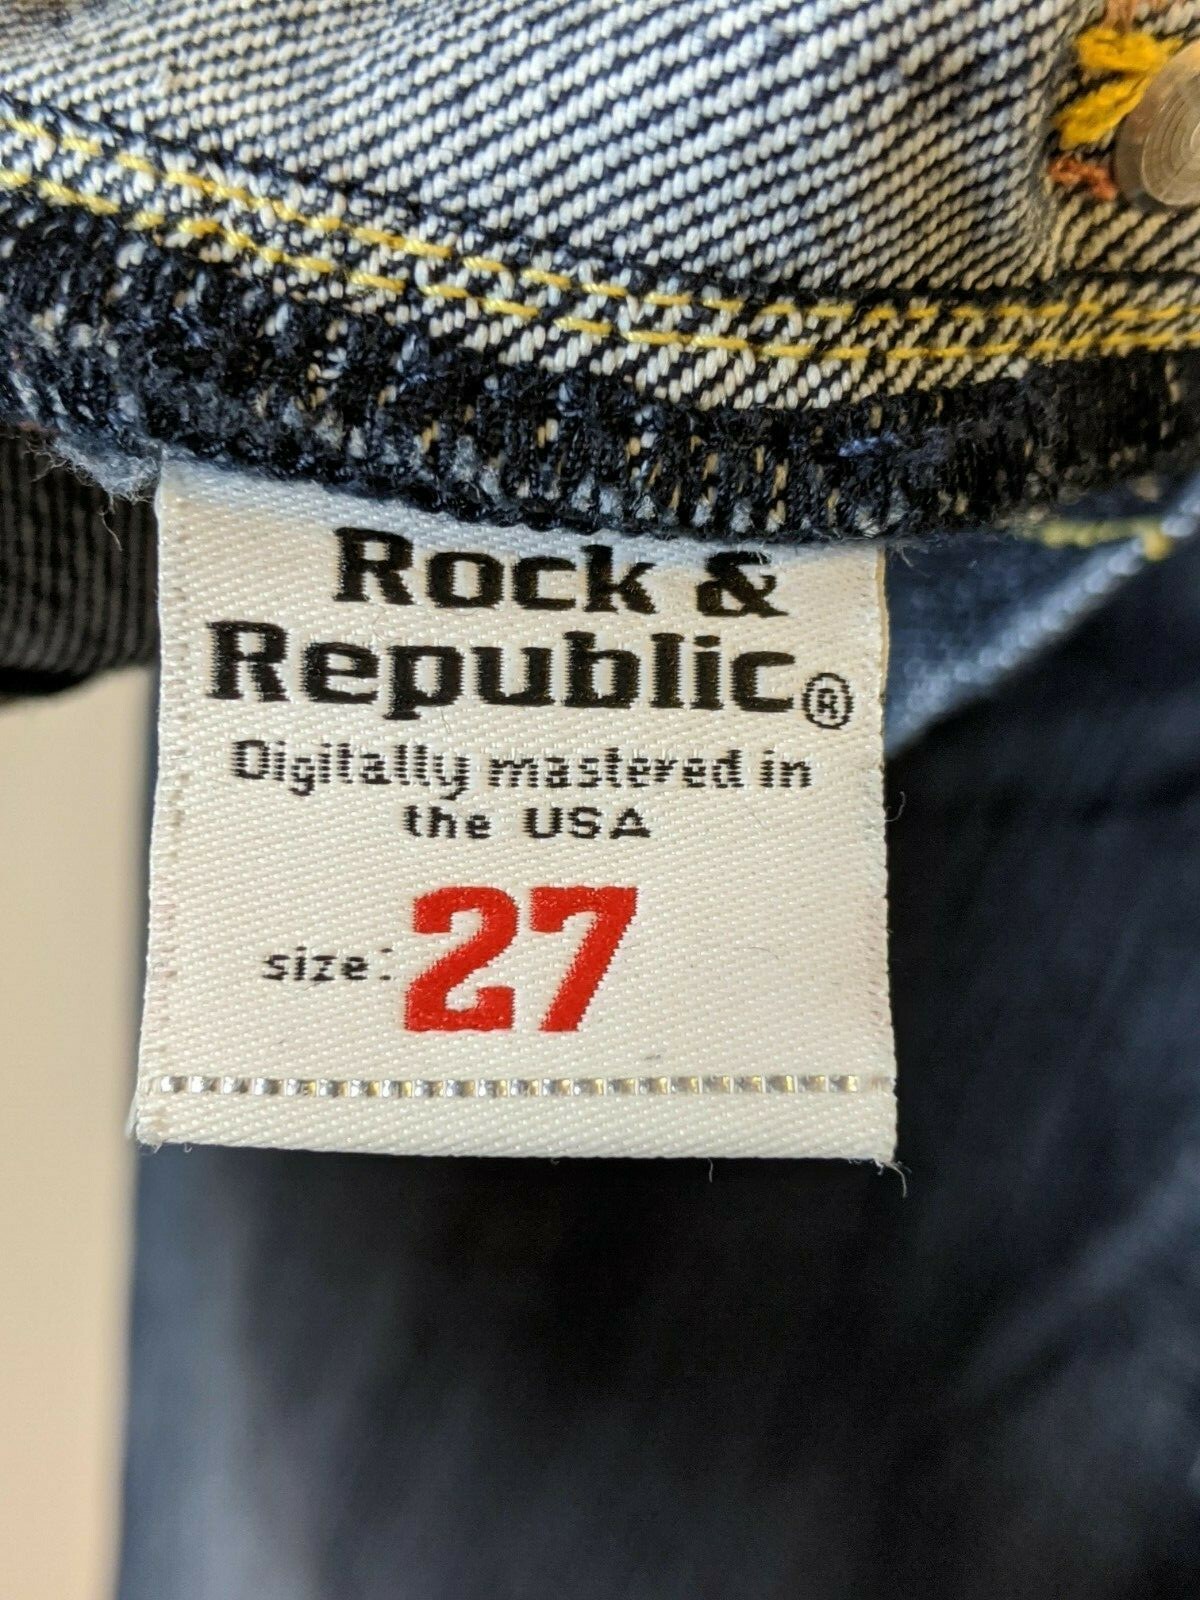 Rock &
Republic®
Digitally mastered in
the USA
size: 27